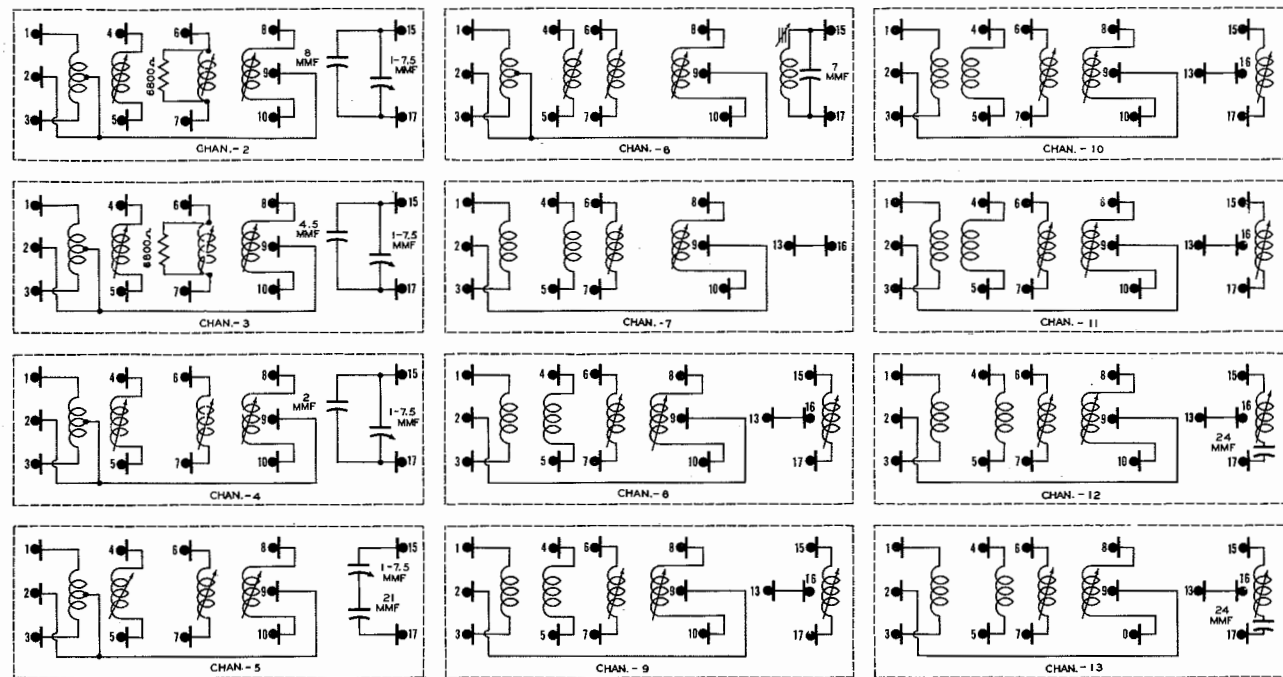 1 4 6 8 15
8 MMF
1-7.5 MMF
6800Ω
2 9
3 5 7 10 17
CHAN.-2
1 4 6 8 15
4.5 MMF
1-7.5 MMF
6800Ω
2 9
3 5 7 10 17
CHAN.-3
1 4 6 8 15
2 MMF
1-7.5 MMF
2 9
3 5 7 10 17
CHAN.-4
1 4 6 8 15
1-7.5 MMF
2 9
21 MMF
3 5 7 10 17
CHAN.-5
1 4 6 8 15
2 9
7 MMF
3 5 7 10 17
CHAN.-6
1 4 6 8
2 9 13 16
3 5 7 10
CHAN.-7
1 4 6 8 15
2 9 13 16
3 5 7 10 17
CHAN.-8
1 4 6 8 15
2 9 13 16
3 5 7 10 17
CHAN.-9
1 4 6 8 15
2 9 13 16
3 5 7 10 17
CHAN.-10
1 4 6 8 15
2 9 13 16
3 5 7 10 17
CHAN.-11
1 4 6 8 15
2 9 13 16
24 MMF
3 5 7 10 17
CHAN.-12
1 4 6 8 15
2 9 13 16
24 MMF
3 5 7 0 17
CHAN.-13